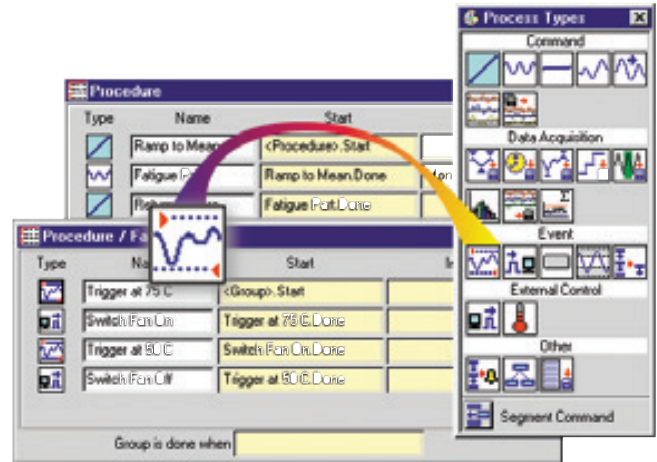 Process Types
Command
Data Acquisition
Event
External Control
Other
Segment Command
Procedure
Type Name Start
Ramp to Mean <Procedure>.Start
Fatigue Ramp to Mean.Done
Fatigue Part.Done
Procedure /
Type Start
Trigger at 75 C <Group>.Start
Switch Fan On Trigger at 75 C.Done
Trigger at 50 C Switch Fan On.Done
Switch Fan Off Trigger at 50 C.Done
Group is done when